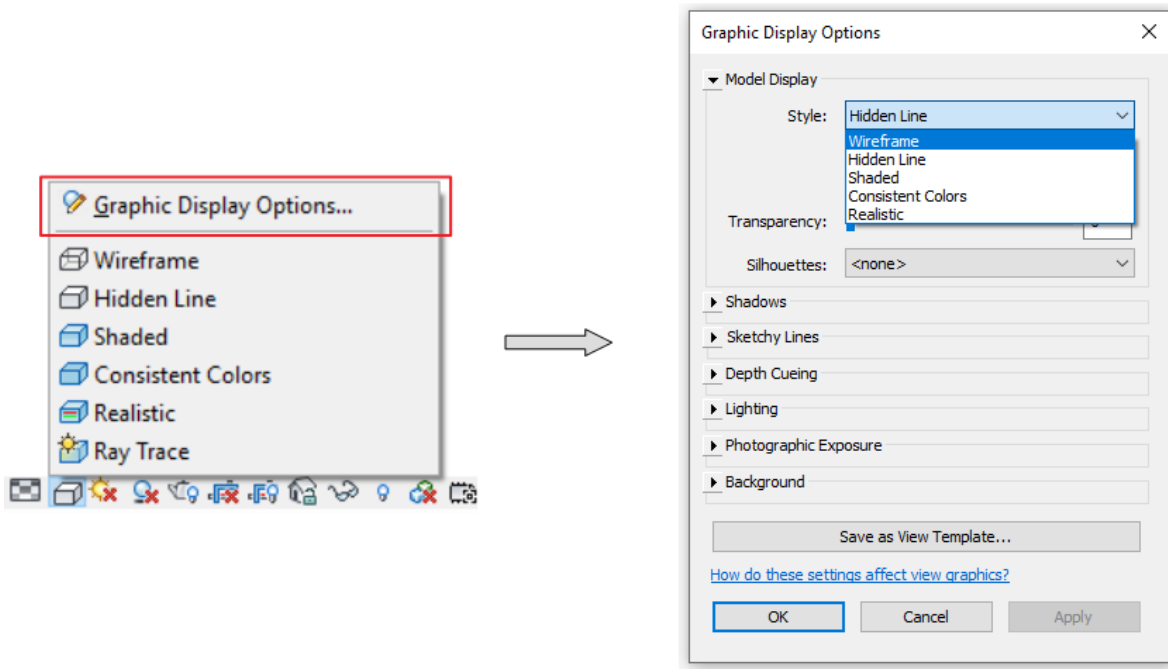 Graphic Display Options...
Wireframe
Hidden Line
Shaded
Consistent Colors
Realistic
Ray Trace
Graphic Display Options
Model Display
Style: Hidden Line
Wireframe
Hidden Line
Shaded
Consistent Colors
Realistic
Transparency:
Silhouettes: <none>
Shadows
Sketchy Lines
Depth Cueing
Lighting
Photographic Exposure
Background
Save as View Template...
How do these settings affect view graphics?
OK Cancel Apply